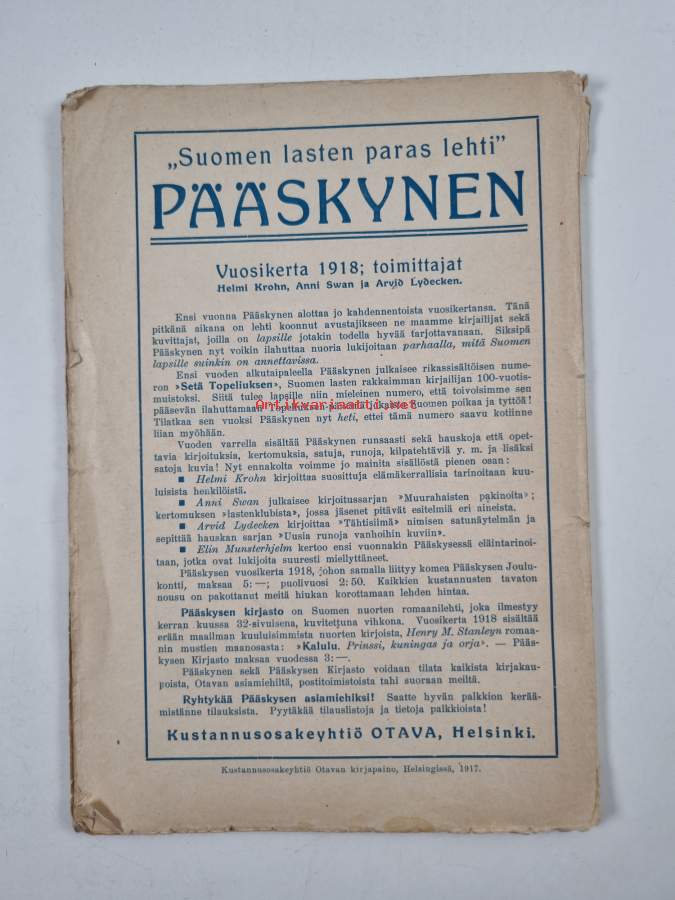 „Suomen lasten paras lehti”
PÄÄSKYNEN
Vuosikerta 1918; toimittajat
Helmi Krohn, Anni Swan ja Arvid Lydecken.
Ensi vuonna Pääskynen alottaa jo kahdennentoista vuosikertansa. Tänä
pitkänä aikana on lehti koonnut avustajikseen ne maamme kirjailijat sekä
kuvittajat, joilla on lapsille jotakin todella hyvää tarjottavanaan. Siksipä
Pääskynen nyt voikin ilahuttaa nuoria lukijoitaan parhaalla, mitä Suomen
lapsille suinkin on annettavissa.
Ensi vuoden alkutaipaleella Pääskynen julkaisee rikassisältöisen nume-
ron »Setä Topeliuksen», Suomen lasten rakkaimman kirjailijan 100-vuotis-
muistoksi. Siitä tulee lapsille niin mieleinen numero, että toivoisimme sen
pääsevän ilahuttamaan jokaista Suomen poikaa ja tyttöä!
antikvariaatti.net
Tilatkaa sen vuoksi Pääskynen nyt heti, ettei tämä numero saavu kotiinne
liian myöhään.
Vuoden varrella sisältää Pääskynen runsaasti sekä hauskoja että opet-
tavia kirjoituksia, kertomuksia, satuja, runoja, kilpatehtäviä y. m. ja lisäksi
satoja kuvia! Nyt ennakolta voimme jo mainita sisällöstä pienen osan:
■ Helmi Krohn kirjoittaa suosittuja elämäkerrallisia tarinoitaan kuu-
luisista henkilöistä.
■ Anni Swan julkaisee kirjoitussarjan »Muurahaisten pakinoita»;
kertomuksen »lastenklubista», jossa jäsenet pitävät esitelmiä eri aineista.
■ Arvid Lydecken kirjoittaa »Tähtisilmä» nimisen satunäytelmän ja
sepittää hauskan sarjan »Uusia runoja vanhoihin kuviin».
■ Elin Munsterhjelm kertoo ensi vuonnakin Pääskysessä eläintarinoi-
taan, jotka ovat lukijoita suuresti miellyttäneet.
Pääskysen vuosikerta 1918, johon samalla liittyy komea Pääskysen Joulu-
kontti, maksaa 5: —; puolivuosi 2: 50. Kaikkien kustannusten tavaton
nousu on pakottanut meitä hiukan korottamaan lehden hintaa.
Pääskysen kirjasto on Suomen nuorten romaanilehti, joka ilmestyy
kerran kuussa 32-sivuisena, kuvitettuna vihkona. Vuosikerta 1918 sisältää
erään maailman kuuluisimmista nuorten kirjoista, Henry M. Stanleyn romaa-
nin mustien maanosasta: »Kalulu. Prinssi, kuningas ja orja». — Pääs-
kysen Kirjasto maksaa vuodessa 3: —.
Pääskynen sekä Pääskysen Kirjasto voidaan tilata kaikista kirjakau-
poista, Otavan asiamiehiltä, postitoimistoista tahi suoraan meiltä.
Ryhtykää Pääskysen asiamiehiksi! Saatte hyvän palkkion kerää-
mistänne tilauksista. Pyytäkää tilauslistoja ja tietoja palkkioista!
Kustannusosakeyhtiö OTAVA, Helsinki.
Kustannusosakeyhtiö Otavan kirjapaino, Helsingissä, 1917.